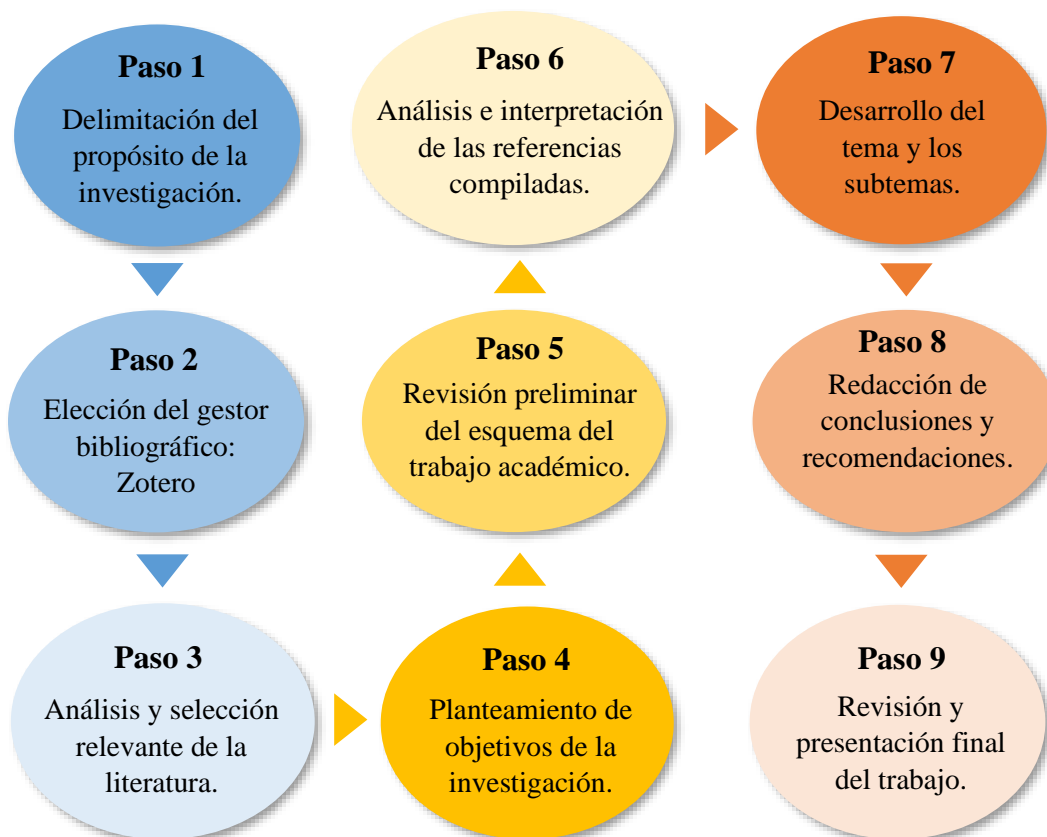 Paso 1
Delimitación del
propósito de la
investigación.
Paso 2
Elección del gestor
bibliográfico:
Zotero
Paso 3
Análisis y selección
relevante de la
literatura.
Paso 4
Planteamiento de
objetivos de la
investigación.
Paso 5
Revisión preliminar
del esquema del
trabajo académico.
Paso 6
Análisis e interpretación
de las referencias
compiladas.
Paso 7
Desarrollo del
tema y los
subtemas.
Paso 8
Redacción de
conclusiones y
recomendaciones.
Paso 9
Revisión y
presentación final
del trabajo.